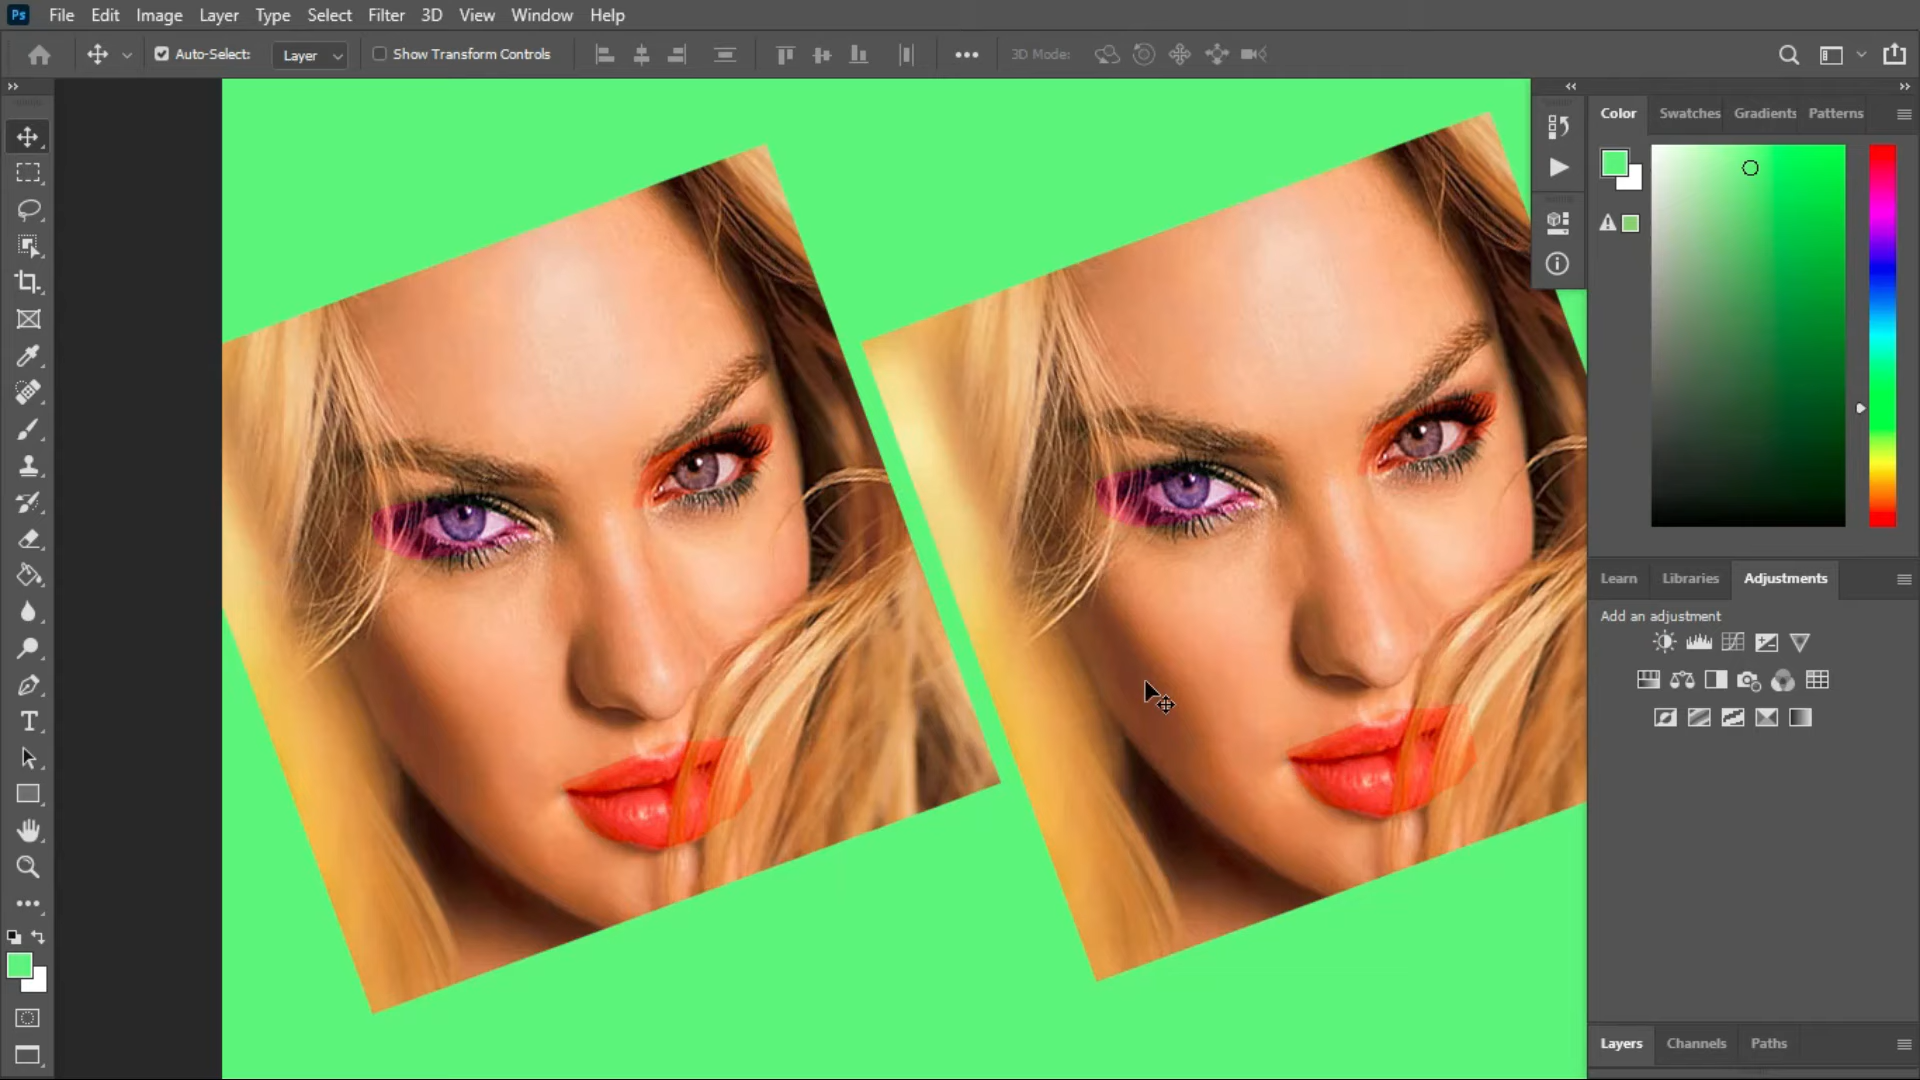 Ps File Edit Image Layer Type Select Filter 3D View Window Help
Auto-Select: Layer Show Transform Controls 3D Mode:
Color Swatches Gradients Patterns
Learn Libraries Adjustments
Add an adjustment
Layers Channels Paths